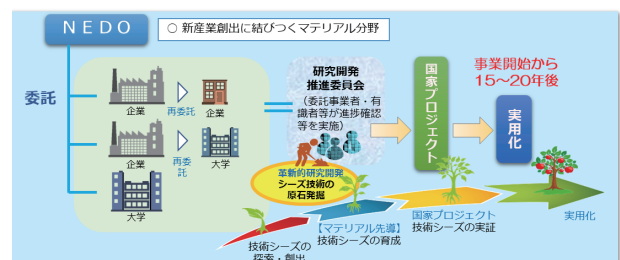 NEDO
○ 新産業創出に結びつくマテリアル分野
委託
企業
再委託
企業
企業
再委
託
大学
大学
研究開発
推進委員会
（委託事業者・有
識者等が進捗確認
等を実施）
国家プロジェクト
事業開始から
15～20年後
実用化
革新的研究開発
シーズ技術の
原石発掘
技術シーズの
探索・創出
【マテリアル先導】
技術シーズの育成
国家プロジェクト
技術シーズの実証
実用化